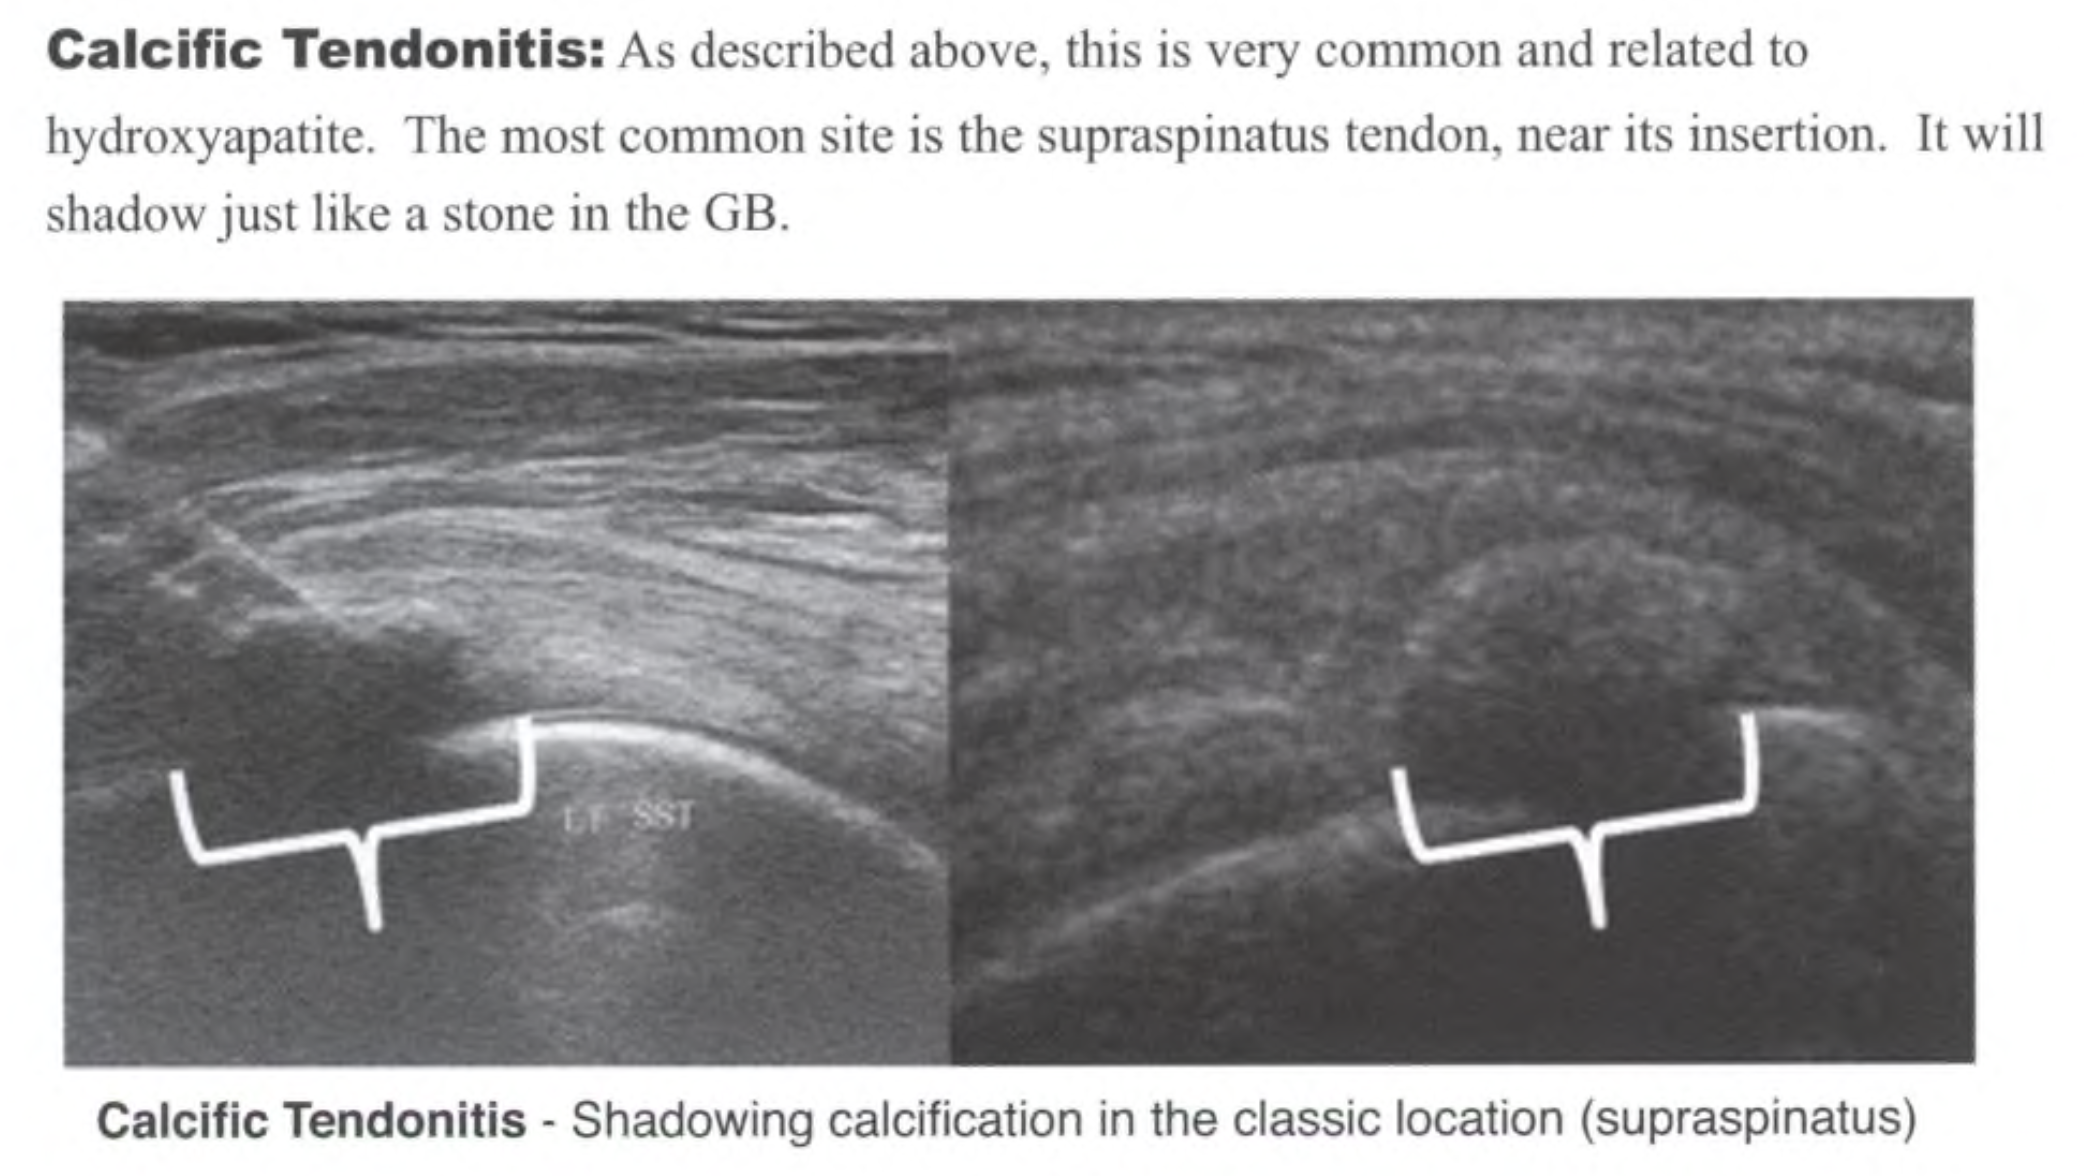 Calcific Tendonitis: As described above, this is very common and related to
hydroxyapatite. The most common site is the supraspinatus tendon, near its insertion. It will
shadow just like a stone in the GB.
LT SST
Calcific Tendonitis - Shadowing calcification in the classic location (supraspinatus)